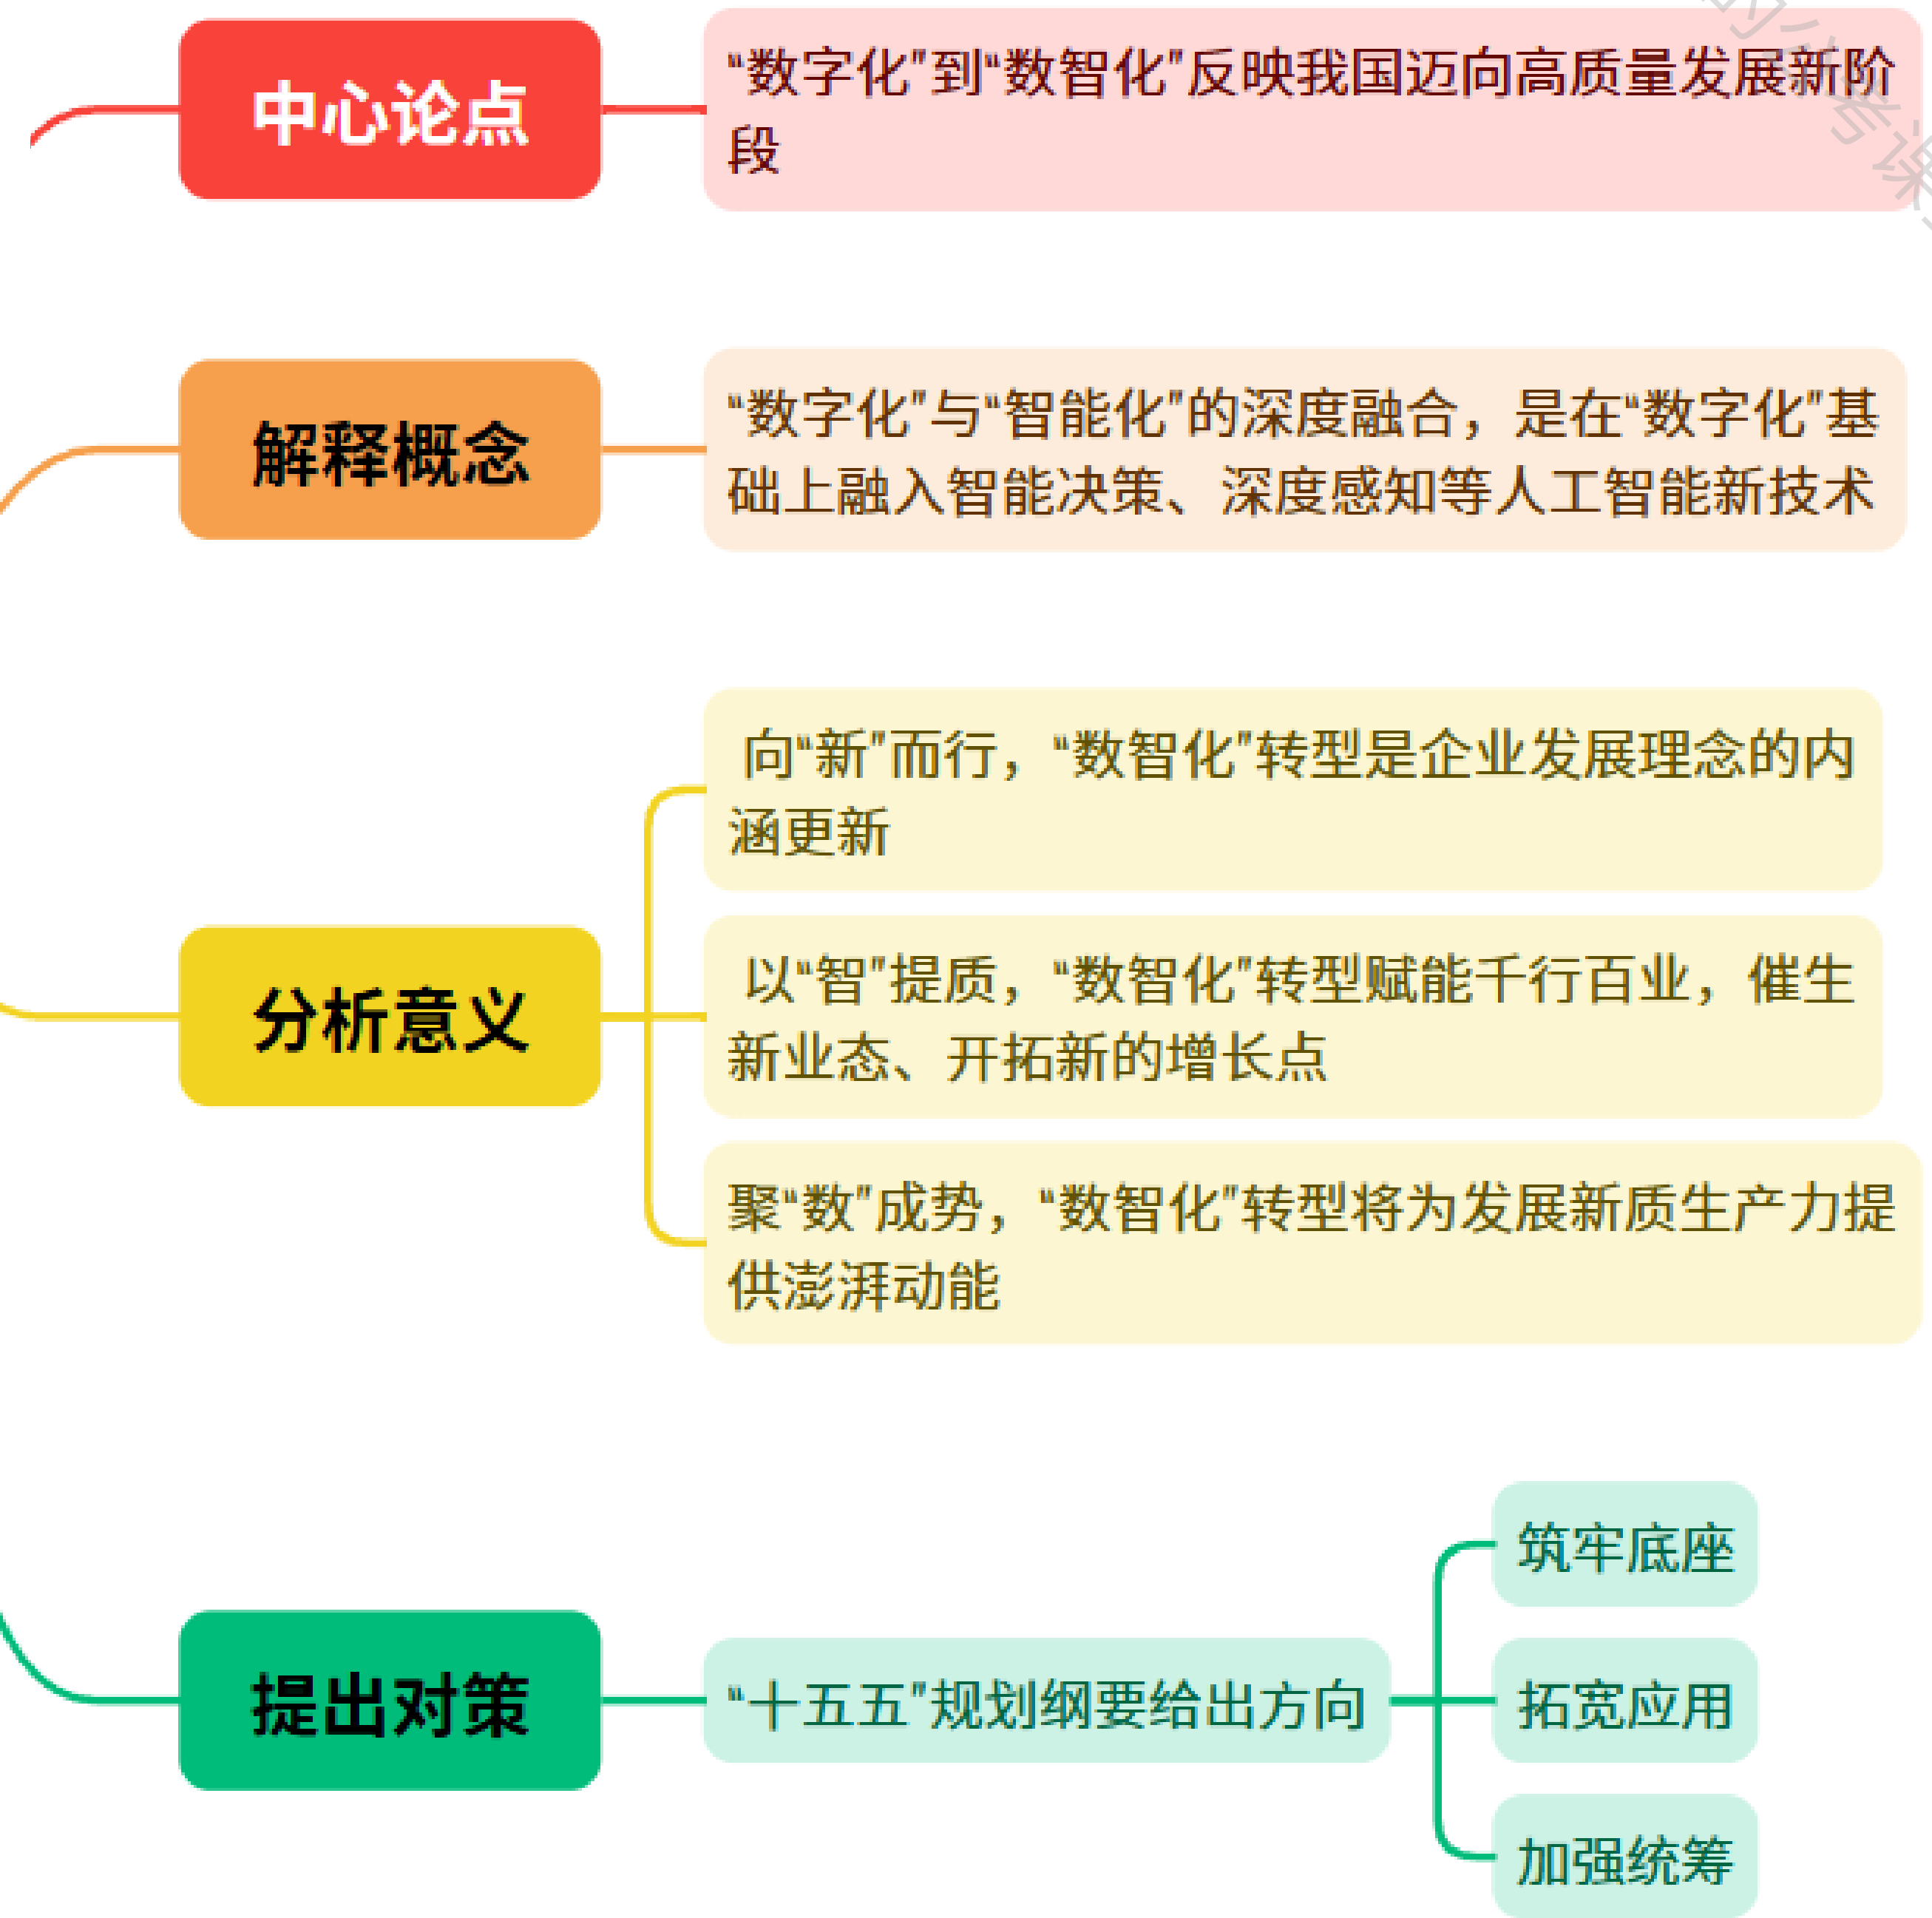 中心论点
“数字化”到“数智化”反映我国迈向高质量发展新阶
段
解释概念
“数字化”与“智能化”的深度融合，是在“数字化”基
础上融入智能决策、深度感知等人工智能新技术
分析意义
向“新”而行，“数智化”转型是企业发展理念的内
涵更新
以“智”提质，“数智化”转型赋能千行百业，催生
新业态、开拓新的增长点
聚“数”成势，“数智化”转型将为发展新质生产力提
供澎湃动能
提出对策
“十五五”规划纲要给出方向
筑牢底座
拓宽应用
加强统筹
的公考课